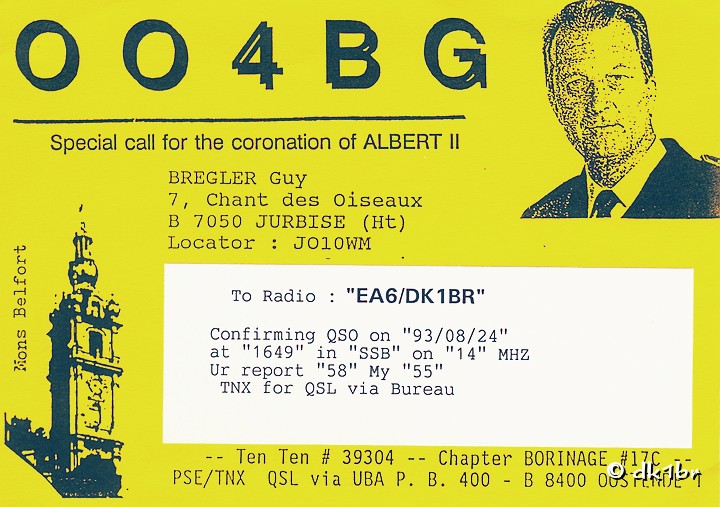 OO4BG
Special call for the coronation of ALBERT II
BREGLER Guy
7, Chant des Oiseaux
B 7050 JURBISE (Ht)
Locator : JO10WM
Mons Belfort
To Radio : "EA6/DK1BR"
Confirming QSO on "93/08/24"
at "1649" in "SSB" on "14" MHZ
Ur report "58" My "55"
TNX for QSL via Bureau
-- Ten Ten # 39304 -- Chapter BORINAGE #17C --
PSE/TNX QSL via UBA P. B. 400 - B 8400 OOSTENDE 1
© dk1br